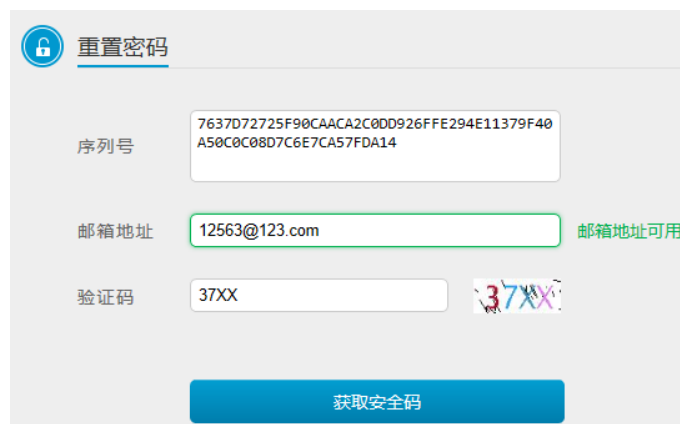 重置密码
序列号
7637D72725F90CAACA2C0DD926FFE294E11379F40
A50C0C08D7C6E7CA57FDA14
邮箱地址
12563@123.com
邮箱地址可用
验证码
37XX
37XX
获取安全码